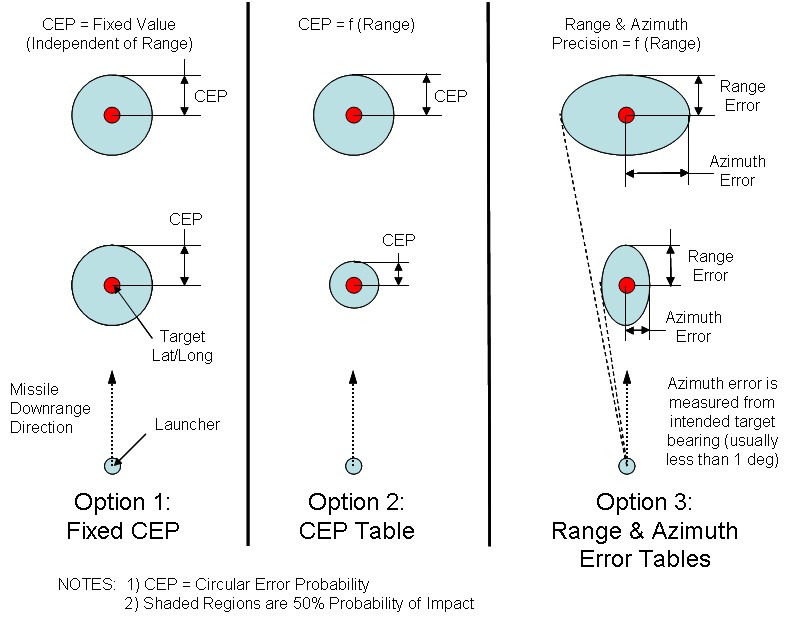 CEP = Fixed Value
(Independent of Range)
CEP
CEP
Target
Lat/Long
Missile
Downrange
Direction
Launcher
Option 1:
Fixed CEP
CEP = f (Range)
CEP
CEP
Option 2:
CEP Table
Range & Azimuth
Precision = f (Range)
Range
Error
Azimuth
Error
Range
Error
Azimuth
Error
Azimuth error is
measured from
intended target
bearing (usually
less than 1 deg)
Option 3:
Range & Azimuth
Error Tables
NOTES: 1) CEP = Circular Error Probability
2) Shaded Regions are 50% Probability of Impact